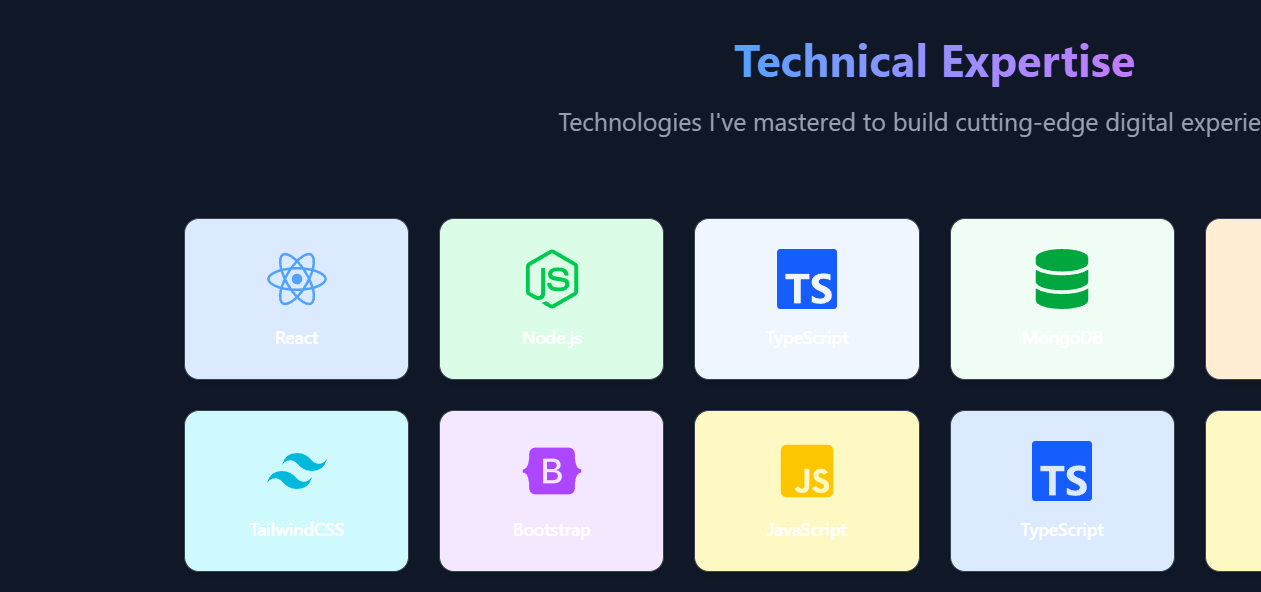 Technical Expertise
Technologies I've mastered to build cutting-edge digital experie
JS
TS
React
Node.js
TypeScript
MongoDB
B
JS
TS
TailwindCSS
Bootstrap
JavaScript
TypeScript